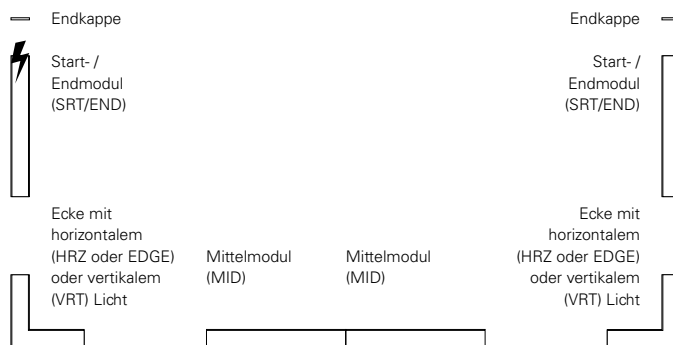 Endkappe
Endkappe
Start- /
Endmodul
(SRT/END)
Start- /
Endmodul
(SRT/END)
Ecke mit
horizontalem
(HRZ oder EDGE)
oder vertikalem
(VRT) Licht
Mittelmodul
(MID)
Mittelmodul
(MID)
Ecke mit
horizontalem
(HRZ oder EDGE)
oder vertikalem
(VRT) Licht